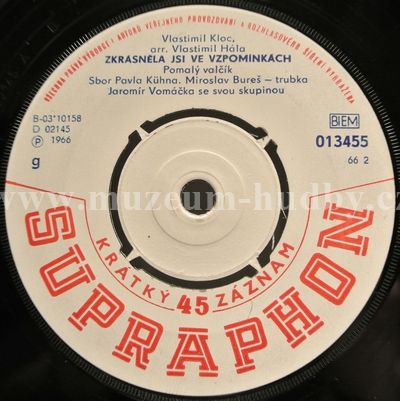 VŠECHNA PRÁVA VÝROBCE I AUTORŮ VEŘEJNÉHO PROVOZOVÁNÍ A ROZHLASOVÉHO ŠÍŘENÍ VYHRAZENA
Vlastimil Kloc,
arr. Vlastimil Hála
ZKRÁSNĚLA JSI VE VZPOMÍNKÁCH
Pomalý valčík
Sbor Pavla Kühna. Miroslav Bureš – trubka
Jaromír Vomáčka se svou skupinou
B-03*10158
D 02145
Ⓟ 1966
g
BIEM
013455
66 2
www.muzeum-hudby.cz
KRÁTKÝ 45 ZÁZNAM
SUPRAPHON